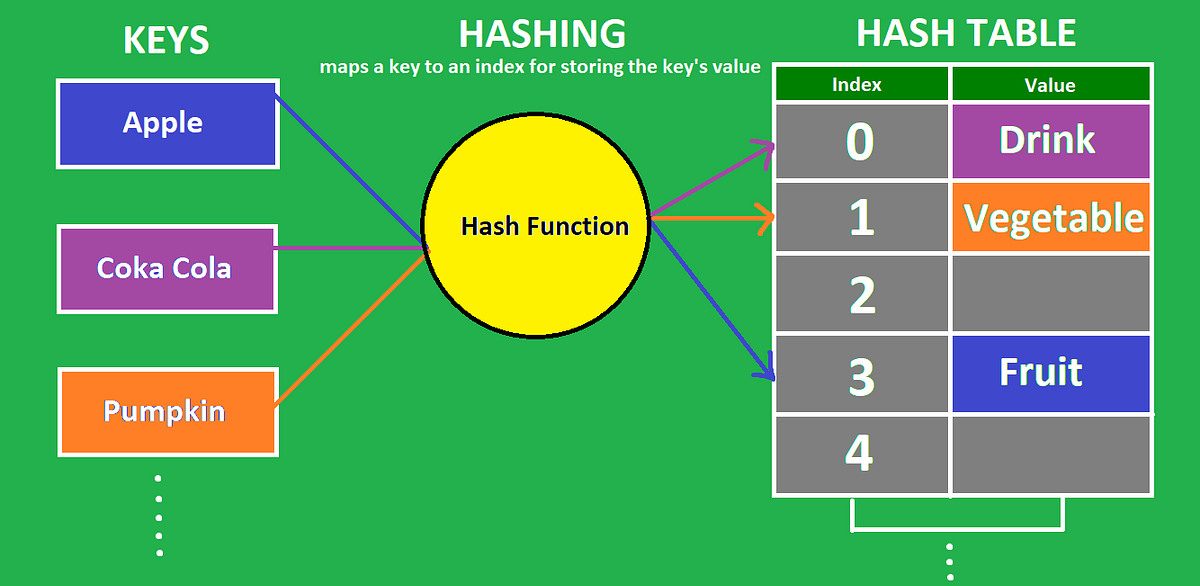 KEYS
Apple
Coka Cola
Pumpkin
HASHING
maps a key to an index for storing the key's value
Hash Function
HASH TABLE
Index Value
0 Drink
1 Vegetable
2
3 Fruit
4